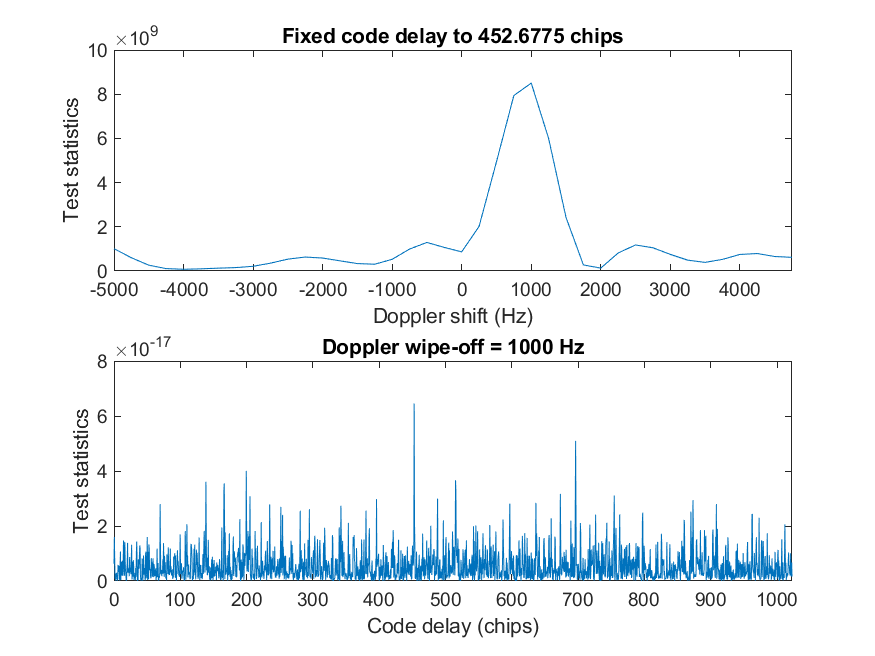 Fixed code delay to 452.6775 chips
×10^9
10
8
6
4
2
0
Test statistics
-5000 -4000 -3000 -2000 -1000 0 1000 2000 3000 4000
Doppler shift (Hz)
Doppler wipe-off = 1000 Hz
×10^-17
8
6
4
2
0
Test statistics
0 100 200 300 400 500 600 700 800 900 1000
Code delay (chips)